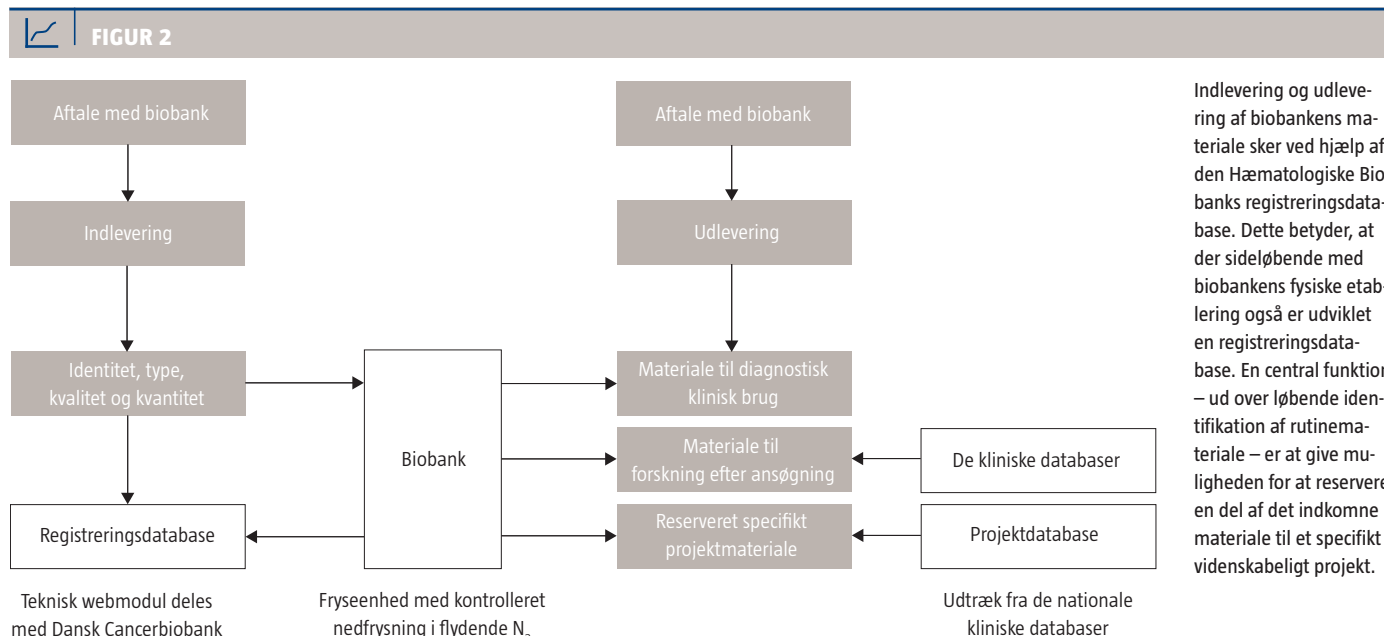 FIGUR 2
Aftale med biobank
Indlevering
Identitet, type,
kvalitet og kvantitet
Registreringsdatabase
Teknisk webmodul deles
med Dansk Cancerbiobank
Biobank
Fryseenhed med kontrolleret
nedfrysning i flydende N₂
Aftale med biobank
Udlevering
Materiale til diagnostisk
klinisk brug
Materiale til
forskning efter ansøgning
Reserveret specifikt
projektmateriale
De kliniske databaser
Projektdatabase
Udtræk fra de nationale
kliniske databaser
Indlevering og udleve-
ring af biobankens ma-
teriale sker ved hjælp af
den Hæmatologiske Bio
banks registreringsdata-
base. Dette betyder, at
der sideløbende med
biobankens fysiske etab-
lering også er udviklet
en registreringsdata-
base. En central funktion
– ud over løbende iden-
tifikation af rutinema-
teriale – er at give mu-
ligheden for at reservere
en del af det indkomne
materiale til et specifikt
videnskabeligt projekt.